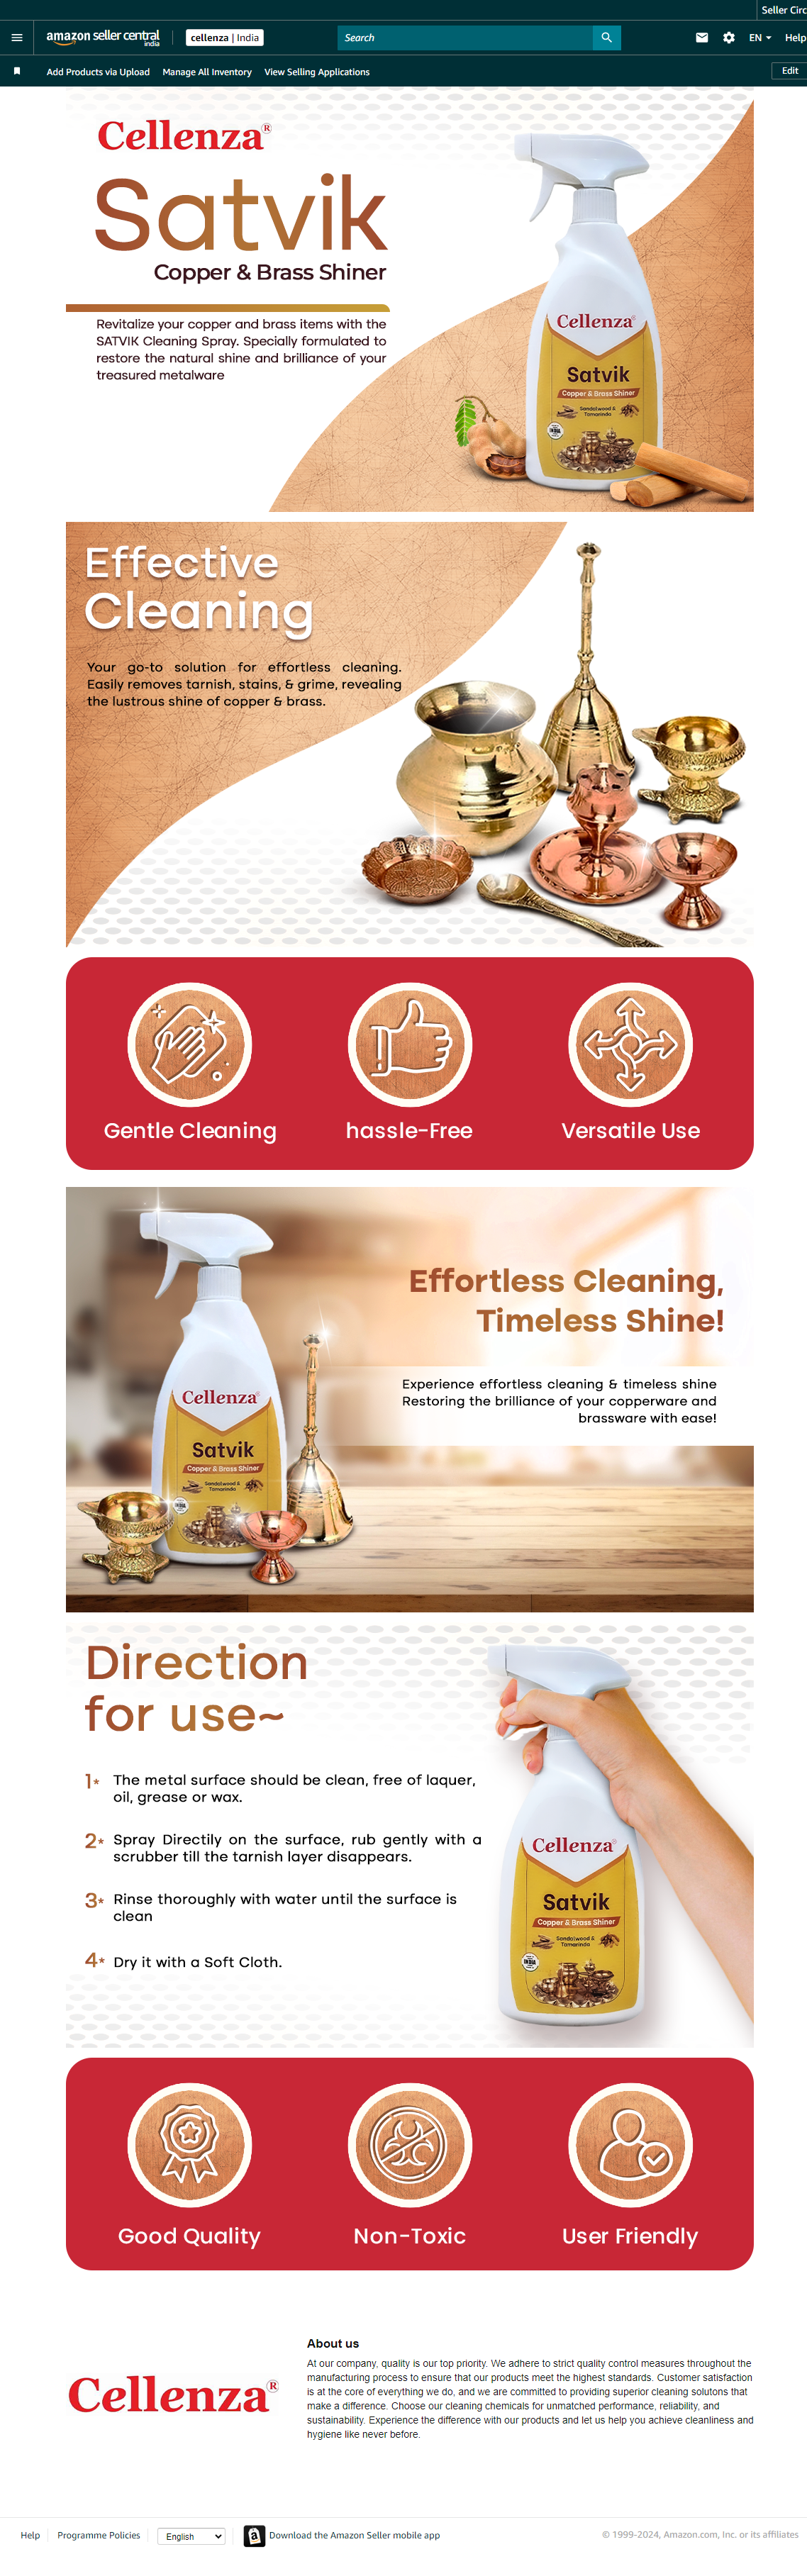 Seller Circ
amazon seller central
india
cellenza | India
Search
EN
Help
Add Products via Upload
Manage All Inventory
View Selling Applications
Edit
Cellenza®
Satvik
Copper & Brass Shiner
Revitalize your copper and brass items with the
SATVIK Cleaning Spray. Specially formulated to
restore the natural shine and brilliance of your
treasured metalware
Cellenza
Satvik
Copper & Brass Shiner
Sandalwood &
Tamarindo
INDIA
Effective
Cleaning
Your go-to solution for effortless cleaning.
Easily removes tarnish, stains, & grime, revealing
the lustrous shine of copper & brass.
Gentle Cleaning
hassle-Free
Versatile Use
Effortless Cleaning,
Timeless Shine!
Experience effortless cleaning & timeless shine
Restoring the brilliance of your copperware and
brassware with ease!
Cellenza
Satvik
Copper & Brass Shiner
Sandalwood &
Tamarindo
Direction
for use~
1* The metal surface should be clean, free of laquer,
oil, grease or wax.
2* Spray Directily on the surface, rub gently with a
scrubber till the tarnish layer disappears.
3* Rinse thoroughly with water until the surface is
clean
4* Dry it with a Soft Cloth.
Cellenza
Satvik
Copper & Brass Shiner
Sandalwood &
Tamarindo
INDIA
Good Quality
Non-Toxic
User Friendly
Cellenza®
About us
At our company, quality is our top priority. We adhere to strict quality control measures throughout the
manufacturing process to ensure that our products meet the highest standards. Customer satisfaction
is at the core of everything we do, and we are committed to providing superior cleaning solutons that
make a difference. Choose our cleaning chemicals for unmatched performance, reliability, and
sustainability. Experience the difference with our products and let us help you achieve cleanliness and
hygiene like never before.
Help
Programme Policies
English
Download the Amazon Seller mobile app
© 1999-2024, Amazon.com, Inc. or its affiliates